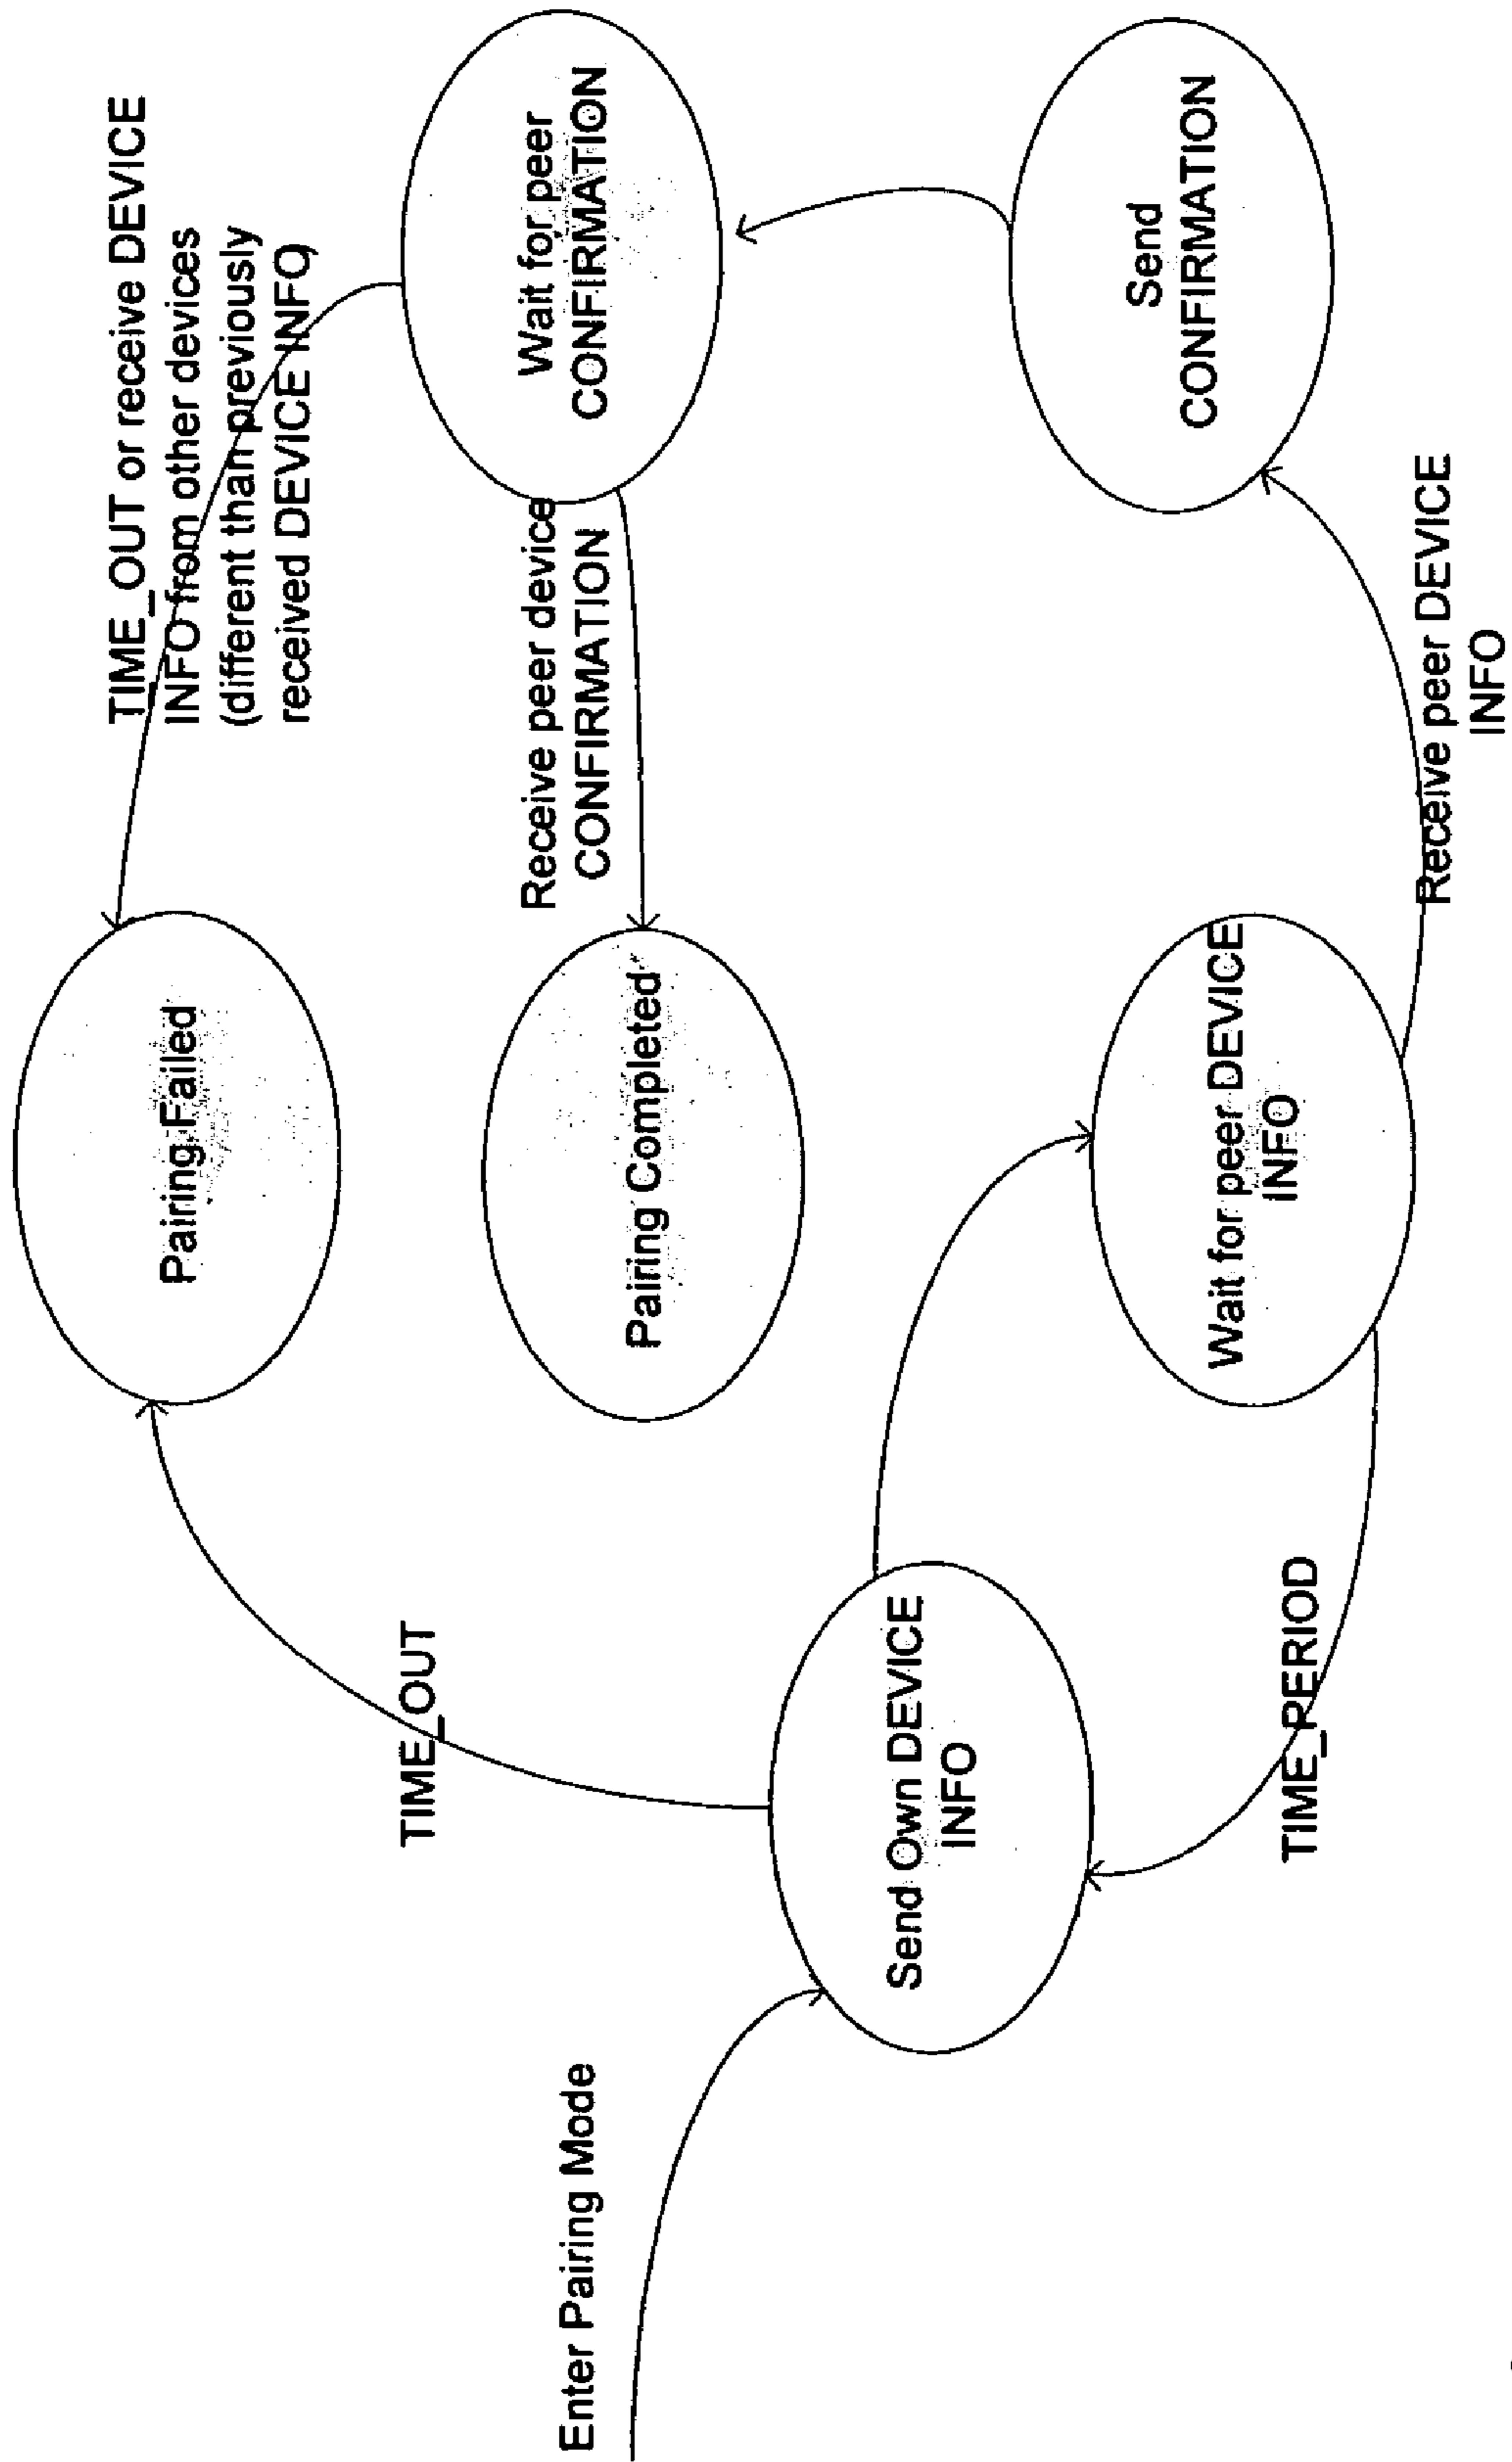 Enter Pairing Mode
TIME_OUT
Send Own DEVICE
INFO
TIME_PERIOD
Pairing Failed
Pairing Completed
Wait for peer DEVICE
INFO
TIME_OUT or receive DEVICE
INFO from other devices
(different than previously
received DEVICE INFO)
Receive peer device
CONFIRMATION
Receive peer DEVICE
INFO
Wait for peer
CONFIRMATION
Send
CONFIRMATION